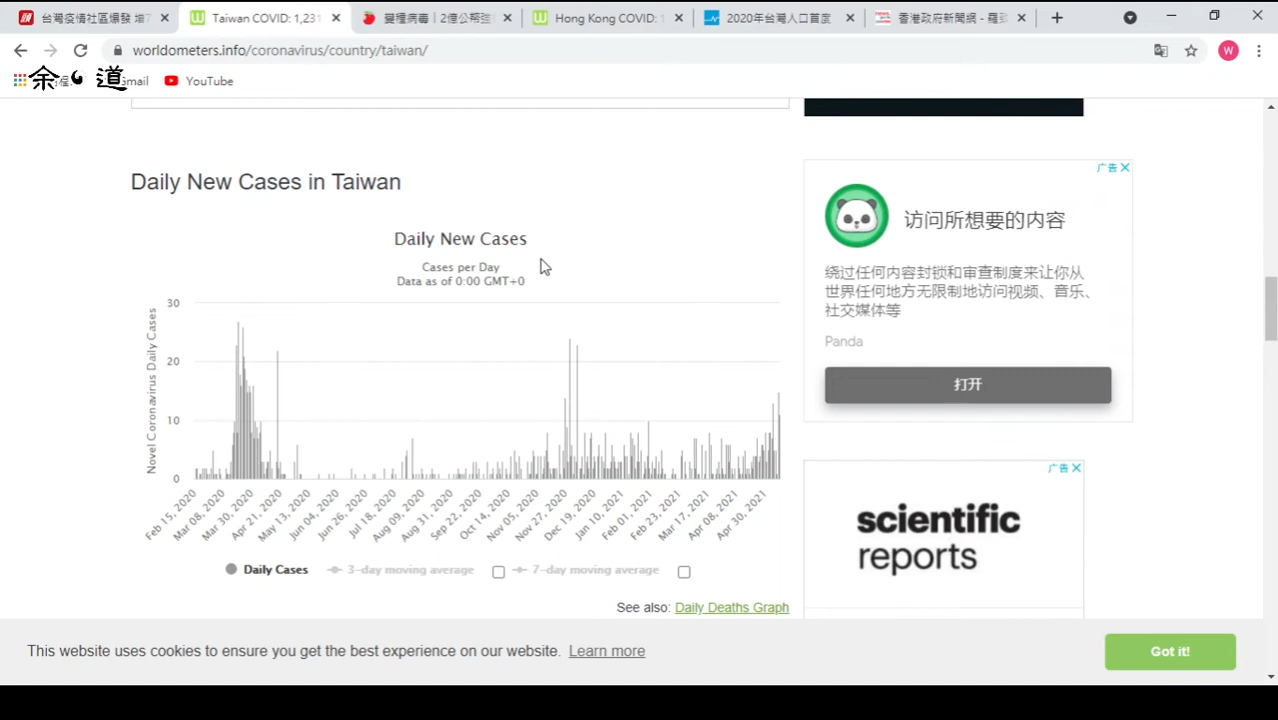 台灣疫情社區爆發 增7
Taiwan COVID: 1,231
變種病毒｜2億公帑強
Hong Kong COVID: 1
2020年台灣人口首度
香港政府新聞網 - 羅
worldometers.info/coronavirus/country/taiwan/
W
余 道
Gmail
YouTube
Daily New Cases in Taiwan
Daily New Cases
Cases per Day
Data as of 0:00 GMT+0
Novel Coronavirus Daily Cases
30
20
10
0
Feb 15, 2020
Mar 08, 2020
Mar 30, 2020
Apr 21, 2020
May 13, 2020
Jun 04, 2020
Jun 26, 2020
Jul 18, 2020
Aug 09, 2020
Aug 31, 2020
Sep 22, 2020
Oct 14, 2020
Nov 05, 2020
Nov 27, 2020
Dec 19, 2020
Jan 10, 2021
Feb 01, 2021
Feb 23, 2021
Mar 17, 2021
Apr 08, 2021
Apr 30, 2021
Daily Cases
3-day moving average
7-day moving average
See also: Daily Deaths Graph
广告
访问所想要的内容
绕过任何内容封锁和审查制度来让你从
世界任何地方无限制地访问视频、音乐、
社交媒体等
Panda
打开
广告
scientific
reports
This website uses cookies to ensure you get the best experience on our website. Learn more
Got it!